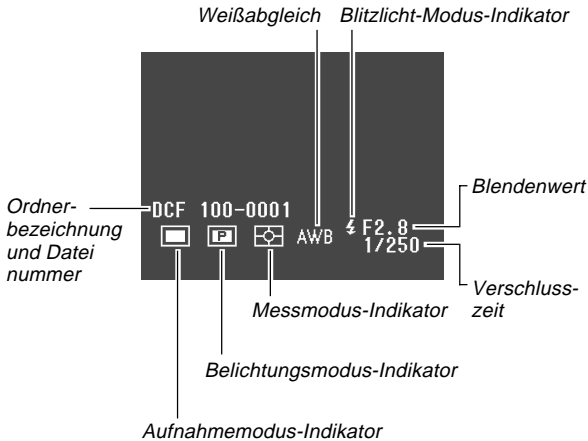 Weißabgleich
Blitzlicht-Modus-Indikator
DCF 100-0001
P
AWB
F2.8
1/250
Ordner-
bezeichnung
und Datei
nummer
Blendenwert
Verschluss-
zeit
Messmodus-Indikator
Belichtungsmodus-Indikator
Aufnahmemodus-Indikator